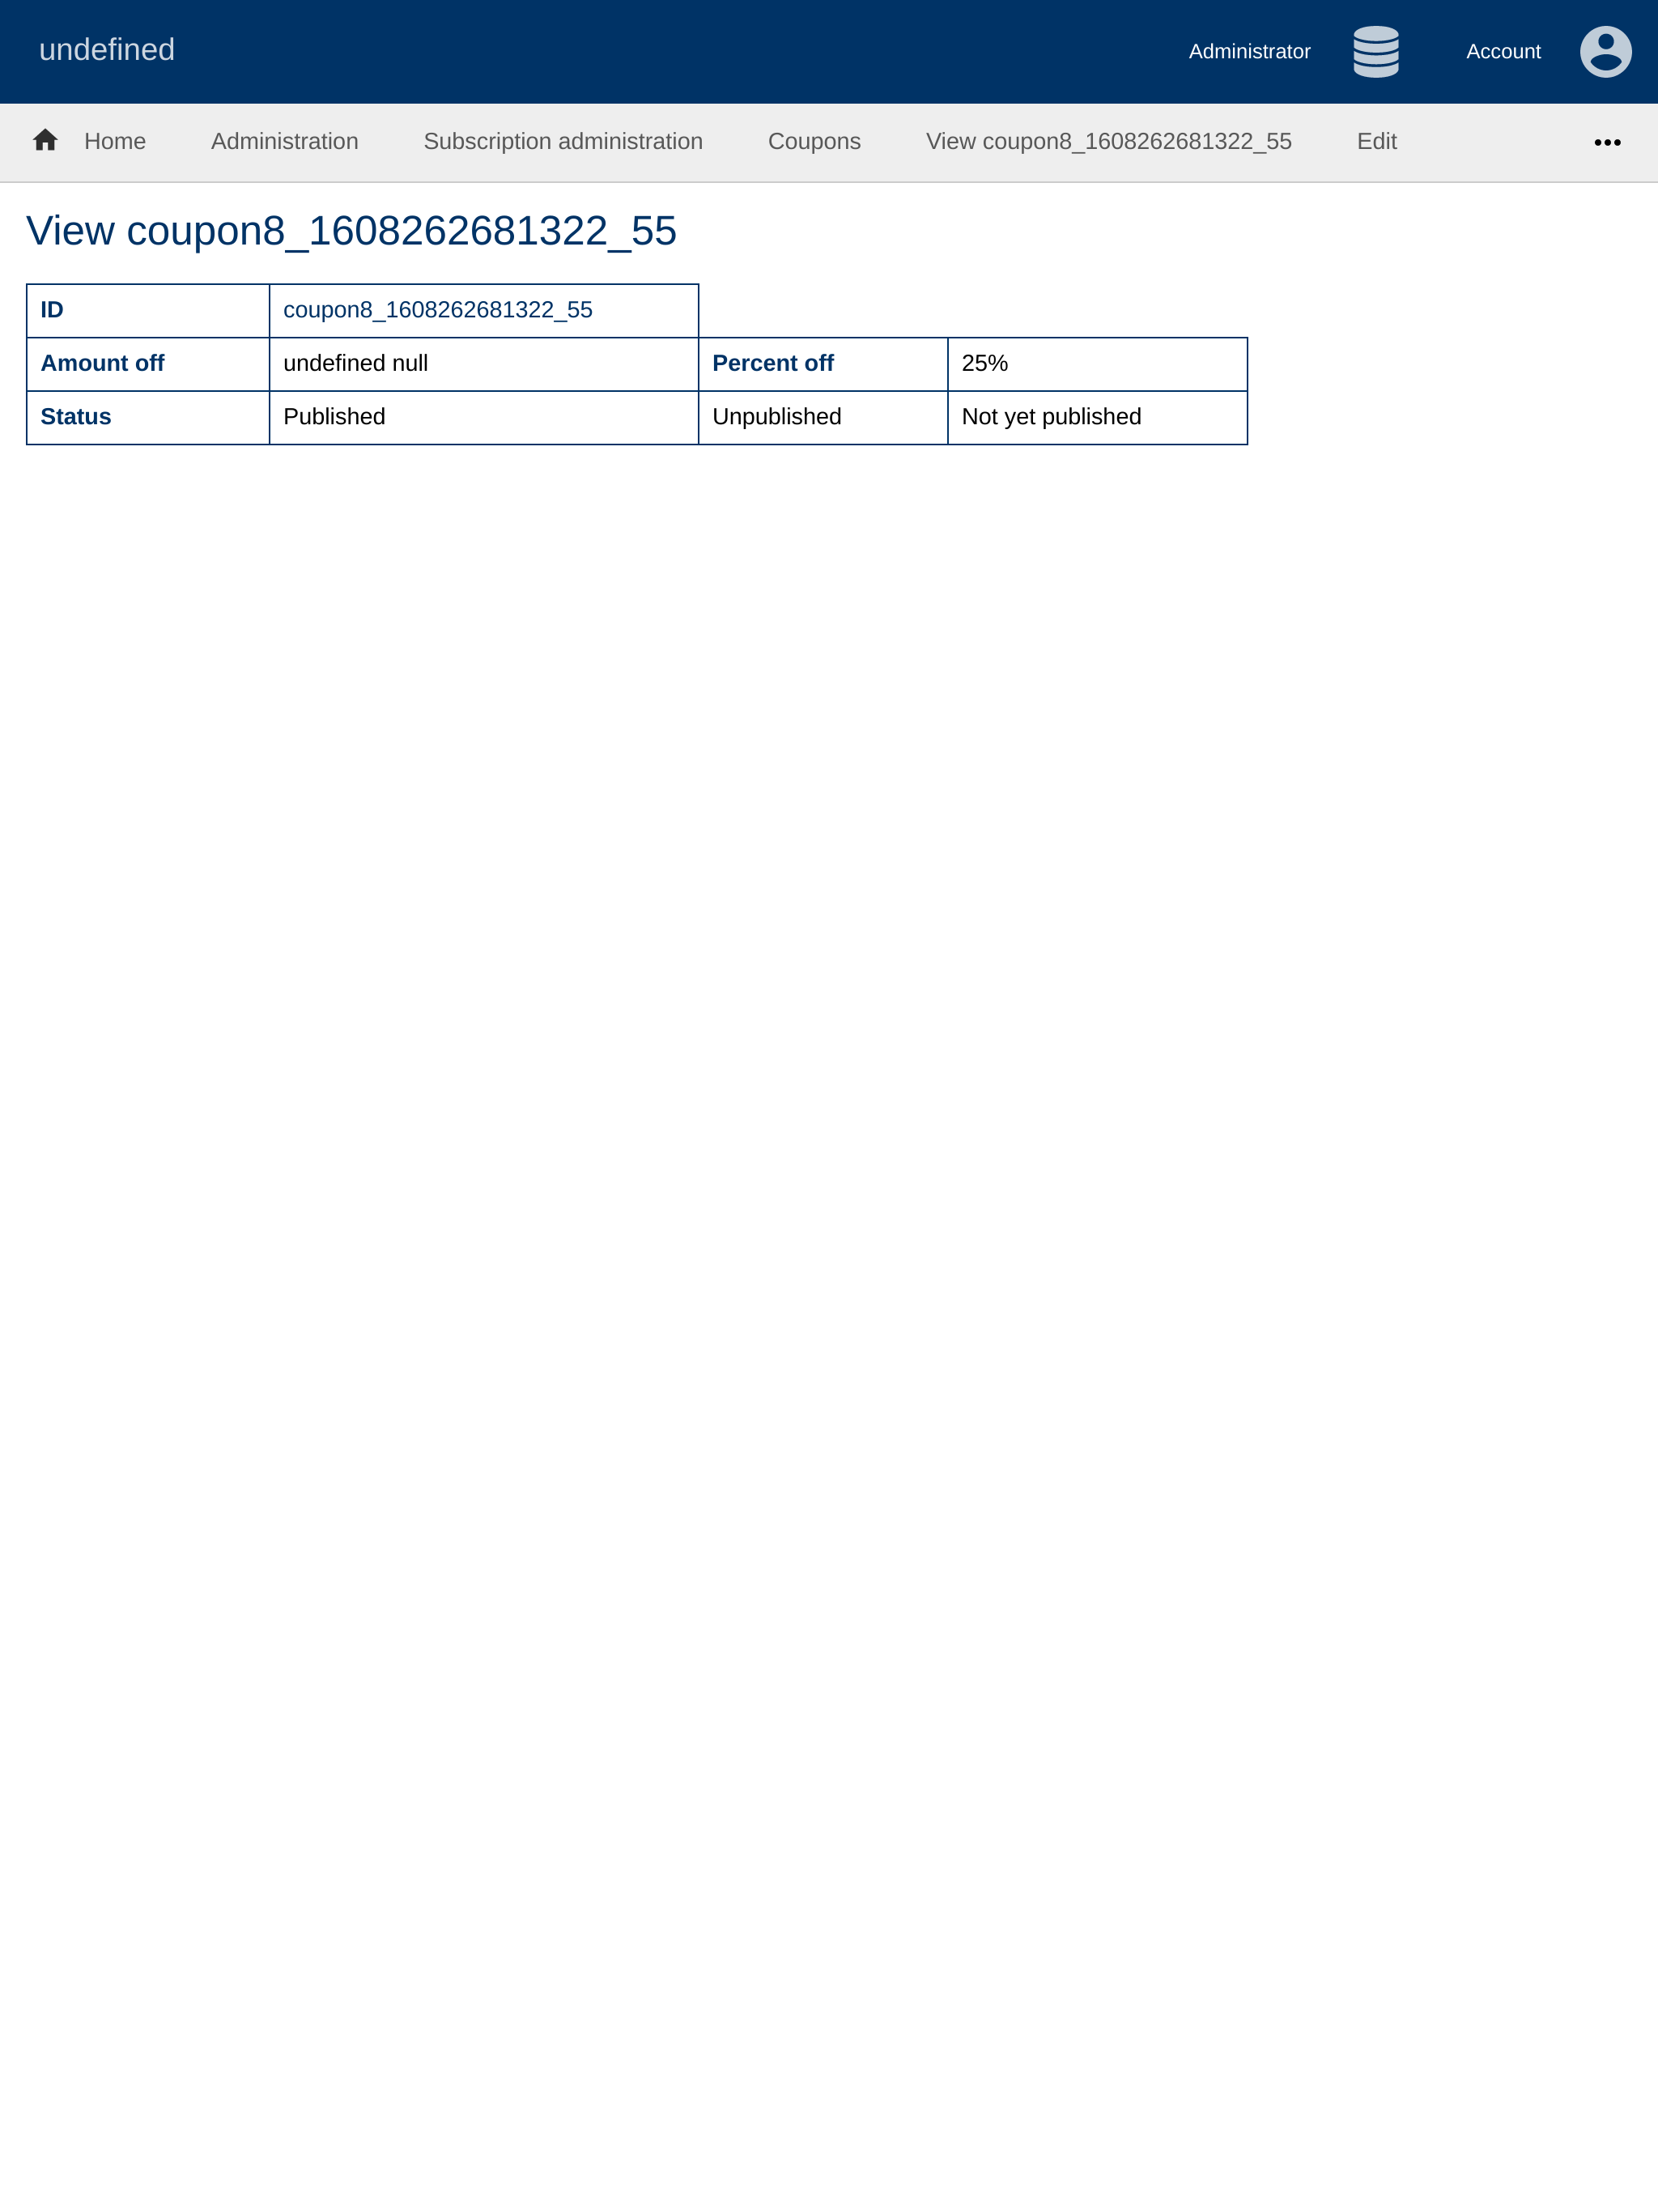 undefined Administrator Account
Home Administration Subscription administration Coupons View coupon8_1608262681322_55 Edit
View coupon8_1608262681322_55
ID coupon8_1608262681322_55
Amount off undefined null Percent off 25%
Status Published Unpublished Not yet published